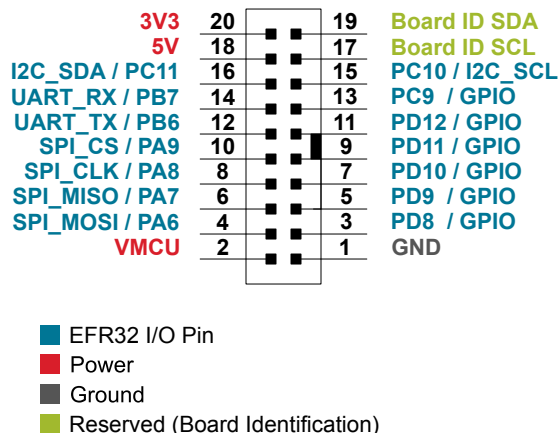 3V3 20 19 Board ID SDA
5V 18 17 Board ID SCL
I2C_SDA / PC11 16 15 PC10 / I2C_SCL
UART_RX / PB7 14 13 PC9 / GPIO
UART_TX / PB6 12 11 PD12 / GPIO
SPI_CS / PA9 10 9 PD11 / GPIO
SPI_CLK / PA8 8 7 PD10 / GPIO
SPI_MISO / PA7 6 5 PD9 / GPIO
SPI_MOSI / PA6 4 3 PD8 / GPIO
VMCU 2 1 GND
EFR32 I/O Pin
Power
Ground
Reserved (Board Identification)